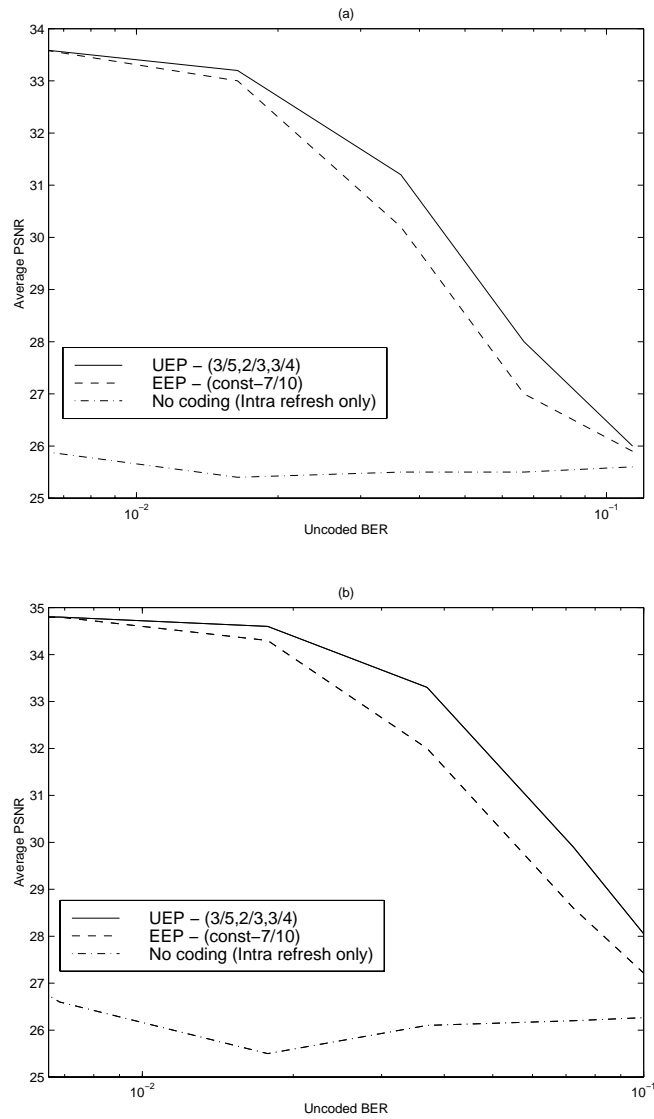 (a)
34
33
32
31
30
29
28
27
26
25
Average PSNR
UEP − (3/5,2/3,3/4)
EEP − (const−7/10)
No coding (Intra refresh only)
10−2
10−1
Uncoded BER
(b)
35
34
33
32
31
30
29
28
27
26
25
Average PSNR
UEP − (3/5,2/3,3/4)
EEP − (const−7/10)
No coding (Intra refresh only)
10−2
10−1
Uncoded BER